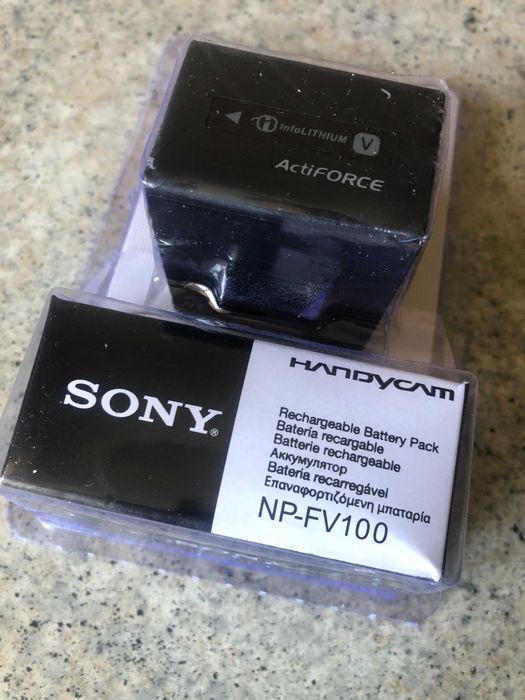 infoLITHIUM V
ActiFORCE
HANDYCAM
SONY®
Rechargeable Battery Pack
Batería recargable
Batterie rechargeable
Аккумулятор
Bateria recarregável
Επαναφορτιζόμενη μπαταρία
NP-FV100